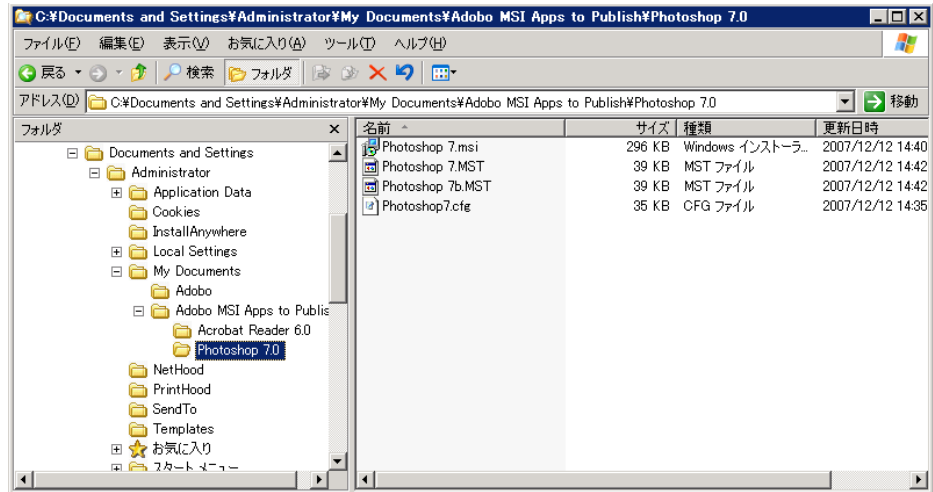 C:¥Documents and Settings¥Administrator¥My Documents¥Adobo MSI Apps to Publish¥Photoshop 7.0
ファイル(F) 編集(E) 表示(V) お気に入り(A) ツール(T) ヘルプ(H)
戻る 検索 フォルダ
アドレス(D) C:¥Documents and Settings¥Administrator¥My Documents¥Adobo MSI Apps to Publish¥Photoshop 7.0 移動
フォルダ
Documents and Settings
Administrator
Application Data
Cookies
InstallAnywhere
Local Settings
My Documents
Adobo
Adobo MSI Apps to Publis
Acrobat Reader 6.0
Photoshop 7.0
NetHood
PrintHood
SendTo
Templates
お気に入り
スタート メニュー
名前 サイズ 種類 更新日時
Photoshop 7.msi 296 KB Windows インストーラ... 2007/12/12 14:40
Photoshop 7.MST 39 KB MST ファイル 2007/12/12 14:42
Photoshop 7b.MST 39 KB MST ファイル 2007/12/12 14:42
Photoshop7.cfg 35 KB CFG ファイル 2007/12/12 14:35